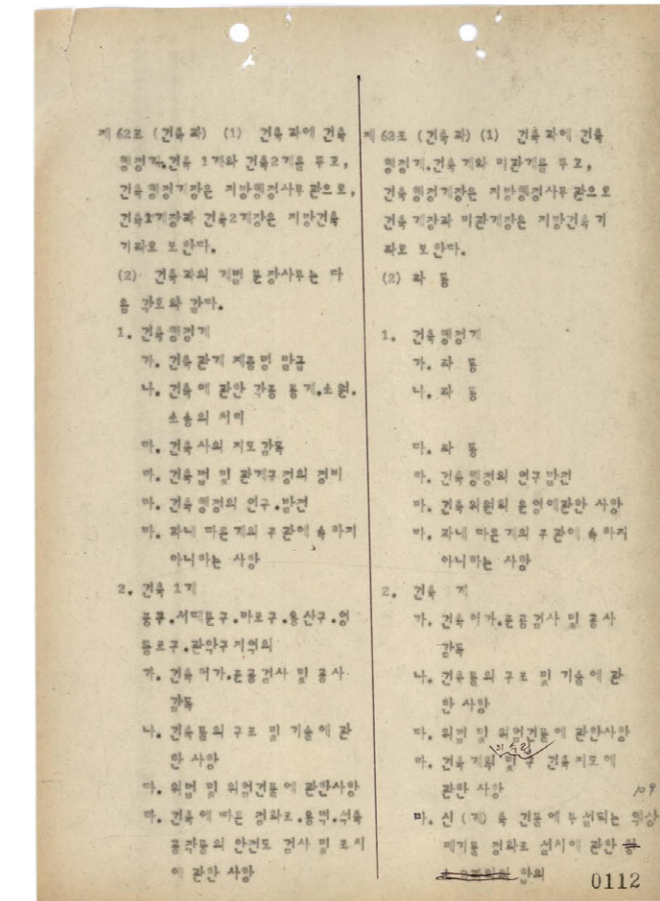 제62조 (건축과) (1) 건축과에 건축
행정계.건축 1계와 건축2계를 두고,
건축행정계장은 지방행정사무관으로,
건축1계장과 건축2계장은 지방건축
기좌로 보한다.
(2) 건축과의 계별 분장사무는 다
음 각호와 같다.
1. 건축행정계
가. 건축관계 제증명 발급
나. 건축에 관한 각종 통계.소원.
소송의 처리
다. 건축사의 지도감독
라. 건축법 및 관계규정의 정비
마. 건축행정의 연구.발전
바. 과내 다른계의 주관에 속하지
아니하는 사항
2. 건축 1계
중구.서대문구.마포구.용산구.영
등포구.관악구지역의
가. 건축허가.준공검사 및 공사
감독
나. 건축물의 구조 및 기술에 관
한 사항
다. 위법 및 위험건물에 관한사항
라. 건축에 따른 정화조.옹벽.석축
공작물의 안전도 검사 및 조치
에 관한 사항
제62조 (건축과) (1) 건축과에 건축
행정계.건축계와 미관계를 두고,
건축행정계장은 지방행정사무관으로
건축계장과 미관계장은 지방건축기
좌로 보한다.
(2) 좌 동
1. 건축행정계
가. 좌 동
나. 좌 동
다. 좌 동
라. 건축행정의 연구발전
마. 건축위원회 운영에관한 사항
바. 과내 다른계의 주관에 속하지
아니하는 사항
2. 건축 계
가. 건축허가.준공검사 및 공사
감독
나. 건축물의 구조 및 기술에 관
한 사항
다. 위법 및 위험건물에 관한사항
의 수립
라. 건축계획 및 건축지도에
관한 사항
109
마. 신(개)축 건물에 부설되는 위생
폐기물 정화조 설치에 관한
협의
0112